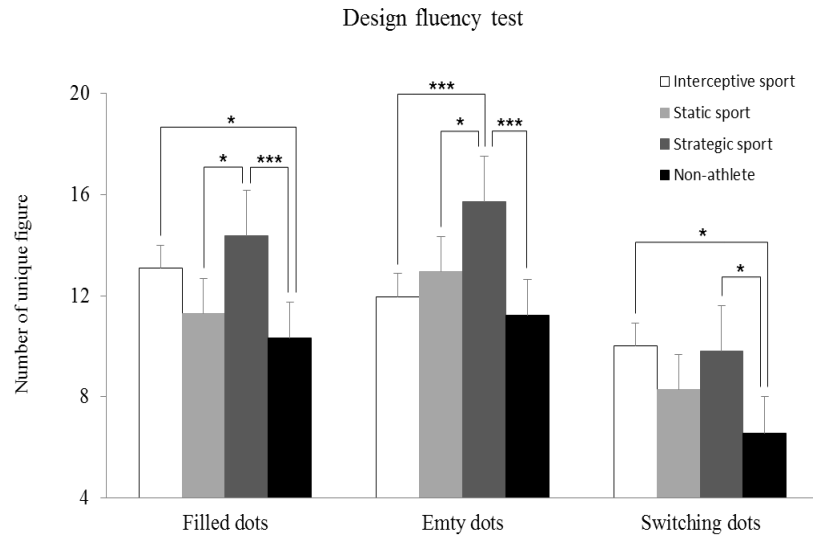 Design fluency test
Number of unique figure
20
16
12
8
4
Interceptive sport
Static sport
Strategic sport
Non-athlete
*
*
***
***
*
***
*
*
Filled dots
Emty dots
Switching dots